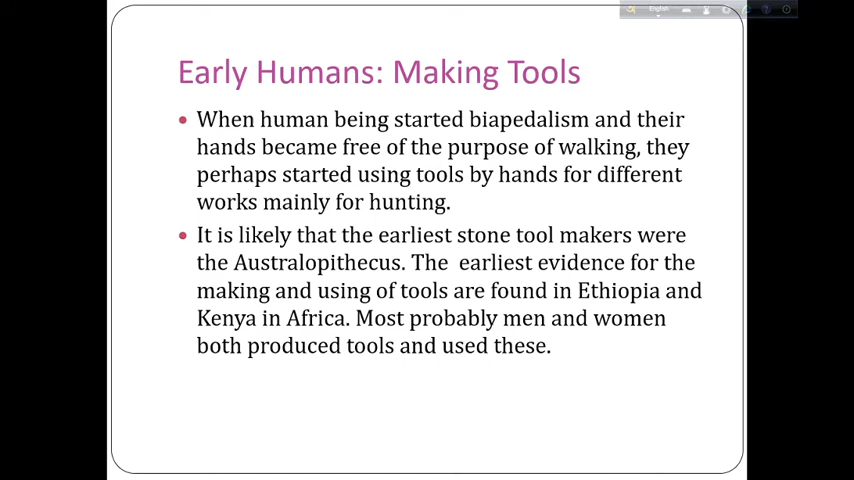 English
Early Humans: Making Tools
When human being started biapedalism and their
hands became free of the purpose of walking, they
perhaps started using tools by hands for different
works mainly for hunting.
It is likely that the earliest stone tool makers were
the Australopithecus. The  earliest evidence for the
making and using of tools are found in Ethiopia and
Kenya in Africa. Most probably men and women
both produced tools and used these.